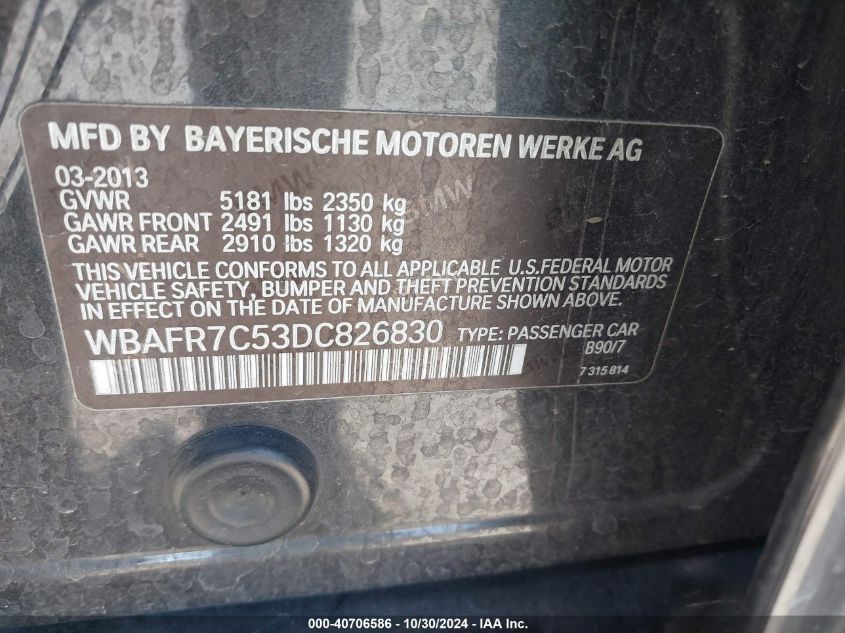 MFD BY BAYERISCHE MOTOREN WERKE AG
03-2013
GVWR 5181 lbs 2350 kg
GAWR FRONT 2491 lbs 1130 kg
GAWR REAR 2910 lbs 1320 kg
THIS VEHICLE CONFORMS TO ALL APPLICABLE U.S.FEDERAL MOTOR
VEHICLE SAFETY, BUMPER AND THEFT PREVENTION STANDARDS
IN EFFECT ON THE DATE OF MANUFACTURE SHOWN ABOVE.
WBAFR7C53DC826830 TYPE: PASSENGER CAR
B90/7
7 315 814
000-40706586 - 10/30/2024 - IAA Inc.